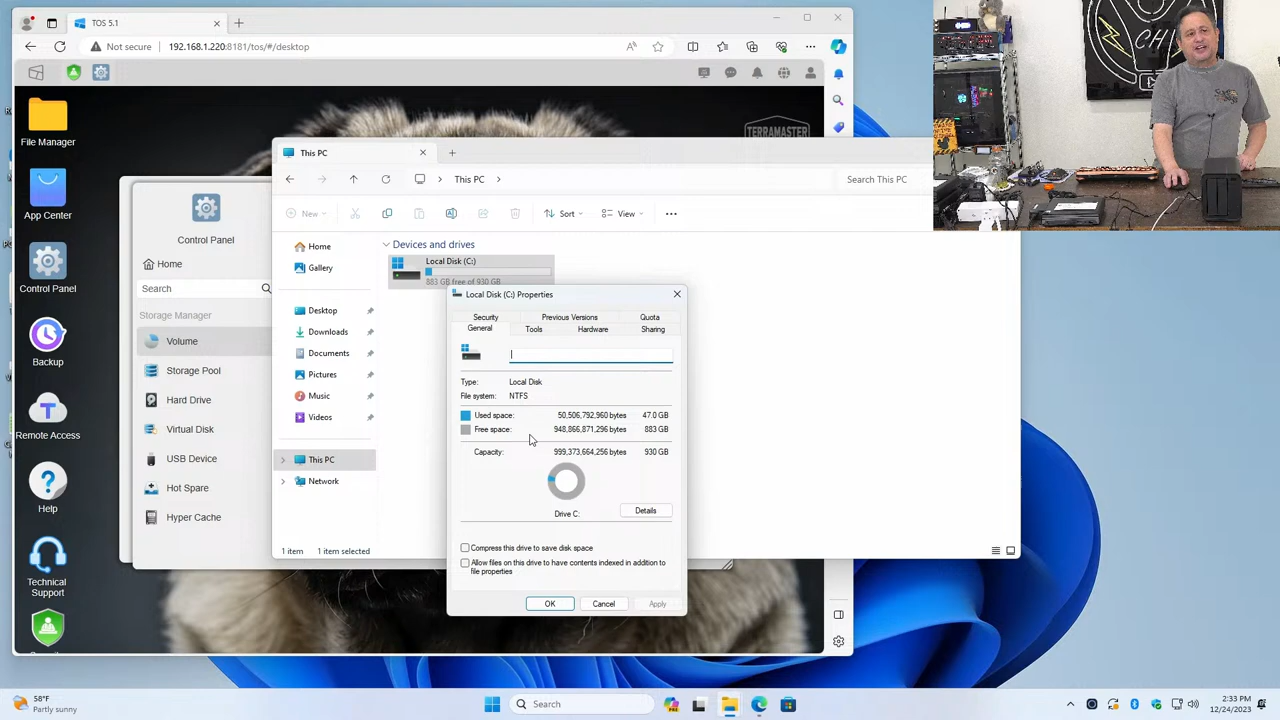 TOS 5.1
Not secure
192.168.1.220:8181/tos/#/desktop
File Manager
App Center
Control Panel
Backup
Remote Access
Help
Technical
Support
TERRAMASTER
Control Panel
Home
Search
Storage Manager
Volume
Storage Pool
Hard Drive
Virtual Disk
USB Device
Hot Spare
Hyper Cache
This PC
This PC
Search This PC
New
Sort
View
Home
Gallery
Desktop
Downloads
Documents
Pictures
Music
Videos
This PC
Network
1 item
1 item selected
Devices and drives
Local Disk (C:)
883 GB free of 930 GB
Local Disk (C:) Properties
Security
Previous Versions
Quota
General
Tools
Hardware
Sharing
Type:
Local Disk
File system:
NTFS
Used space:
50,506,792,960 bytes
47.0 GB
Free space:
948,866,871,296 bytes
883 GB
Capacity:
999,373,664,256 bytes
930 GB
Drive C:
Details
Compress this drive to save disk space
Allow files on this drive to have contents indexed in addition to
file properties
OK
Cancel
Apply
58°F
Partly sunny
Search
2:33 PM
12/24/2023